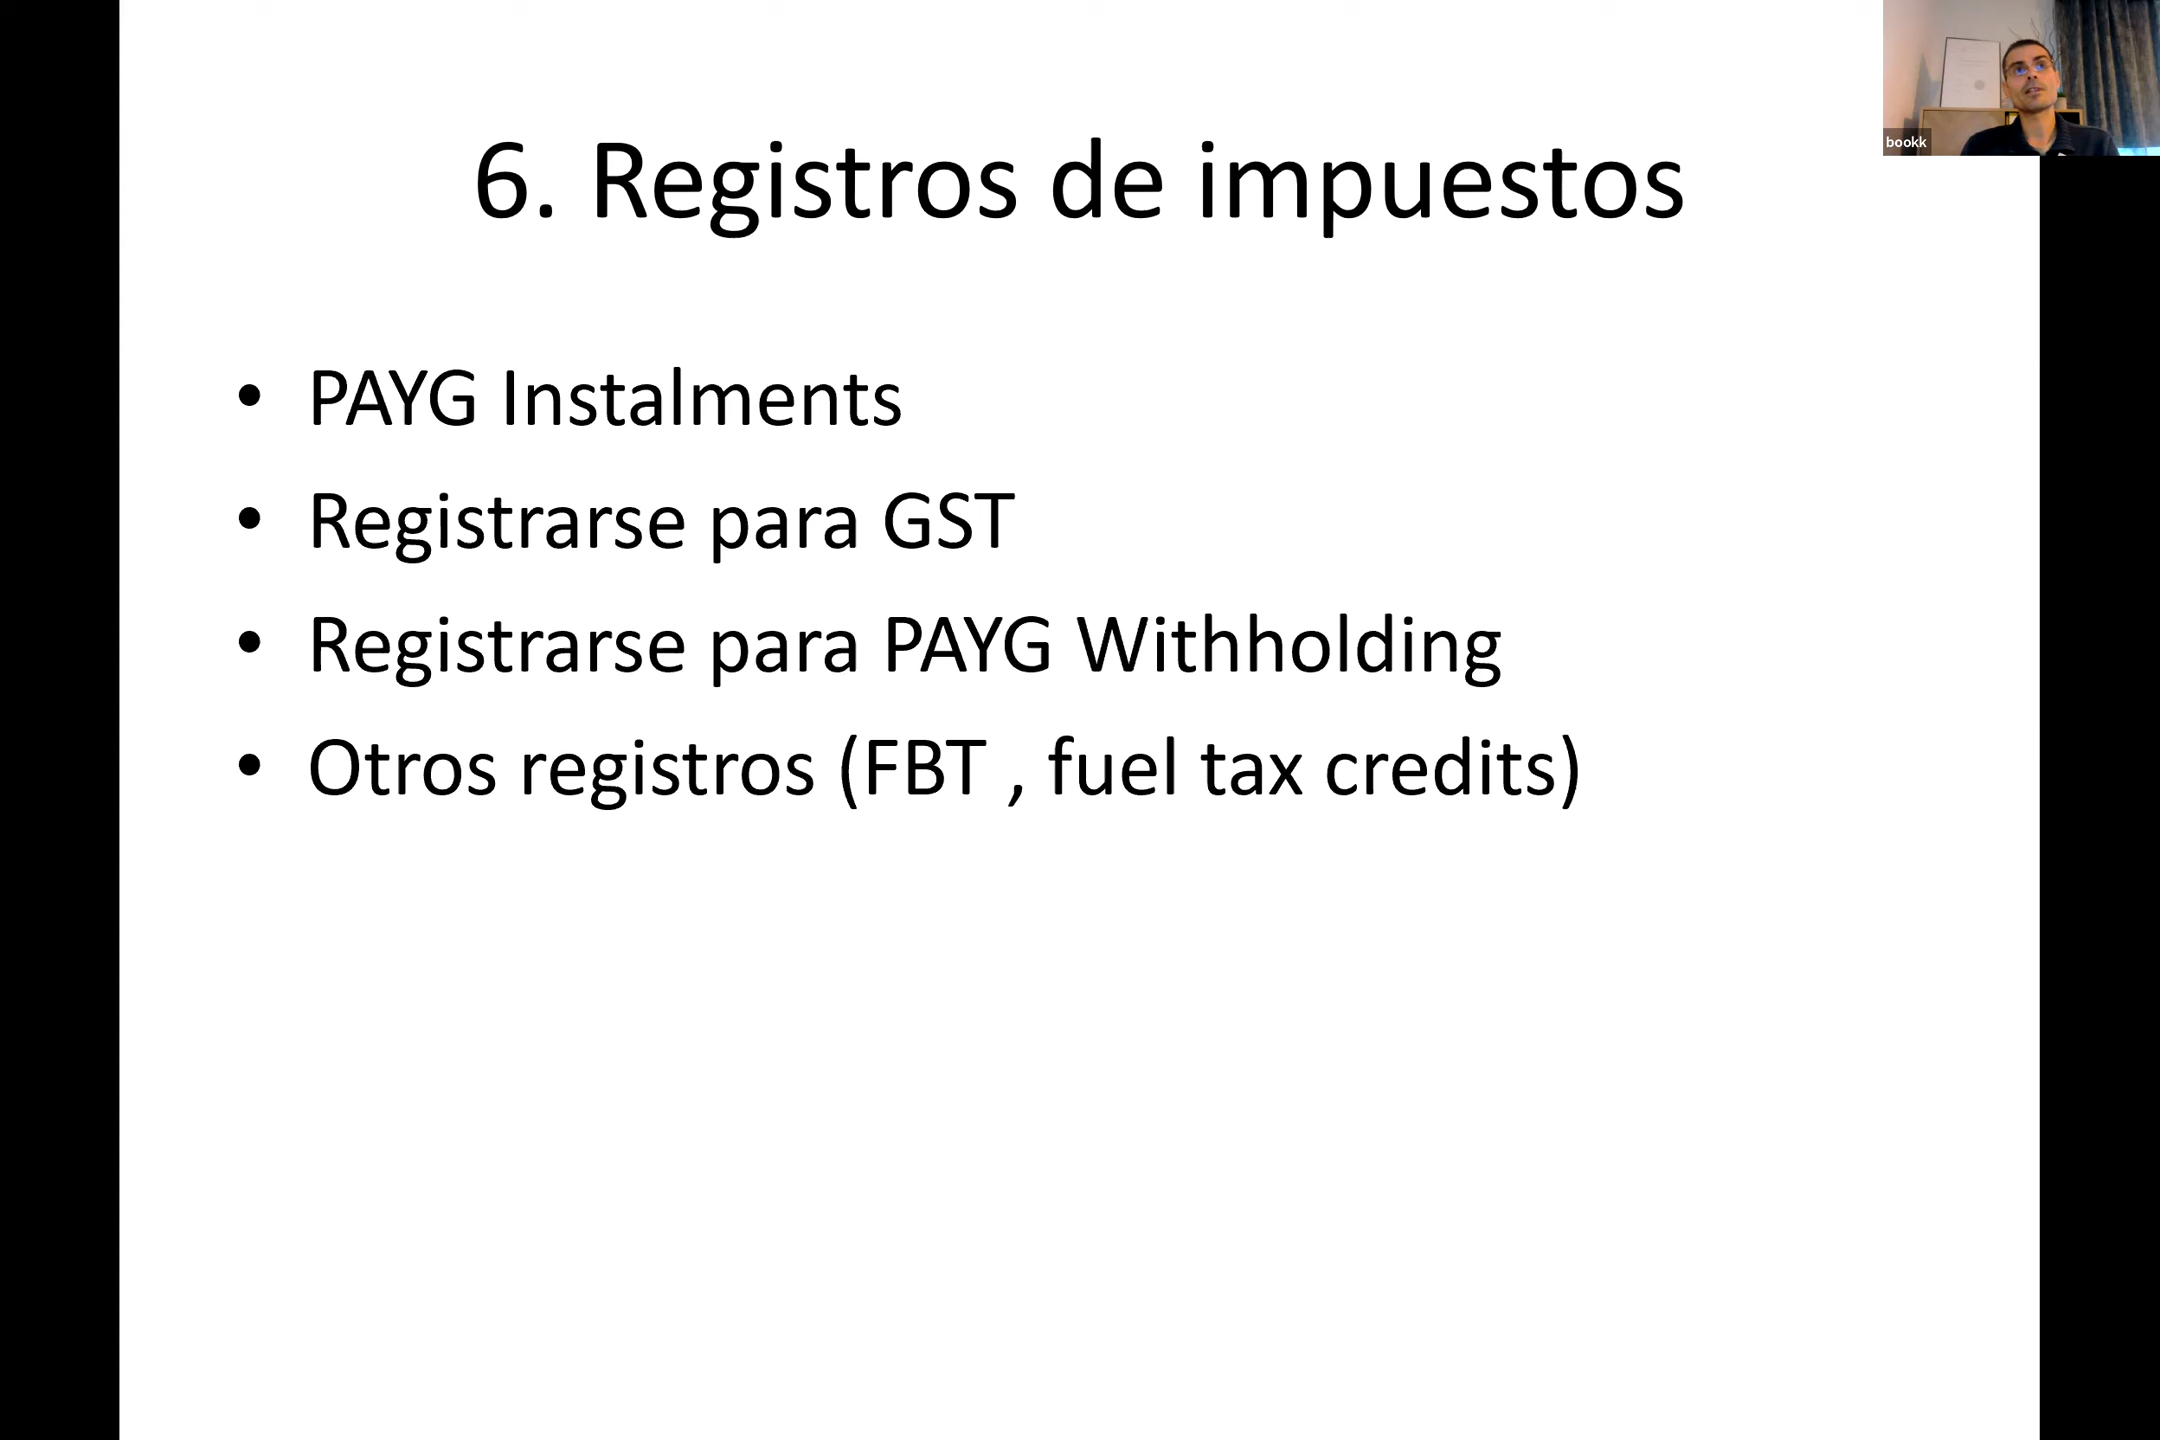 6. Registros de impuestos
bookk
• PAYG Instalments
• Registrarse para GST
• Registrarse para PAYG Withholding
• Otros registros (FBT , fuel tax credits)